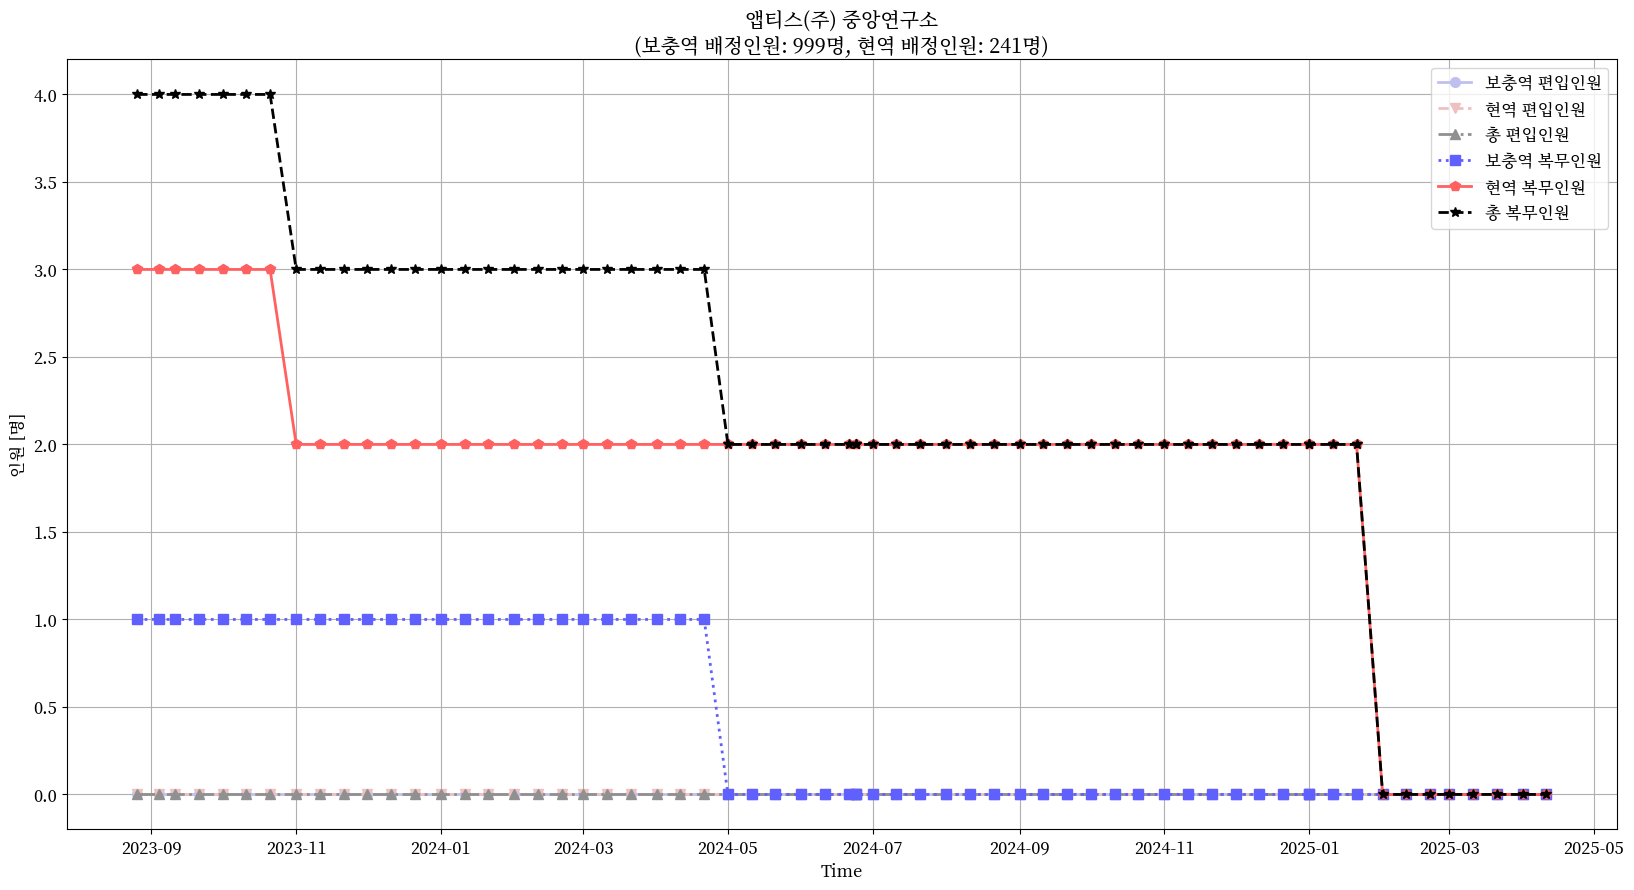 앱티스(주) 중앙연구소
(보충역 배정인원: 999명, 현역 배정인원: 241명)
보충역 편입인원
현역 편입인원
총 편입인원
보충역 복무인원
현역 복무인원
총 복무인원
인원 [명]
4.0
3.5
3.0
2.5
2.0
1.5
1.0
0.5
0.0
2023-09 2023-11 2024-01 2024-03 2024-05 2024-07 2024-09 2024-11 2025-01 2025-03 2025-05
Time